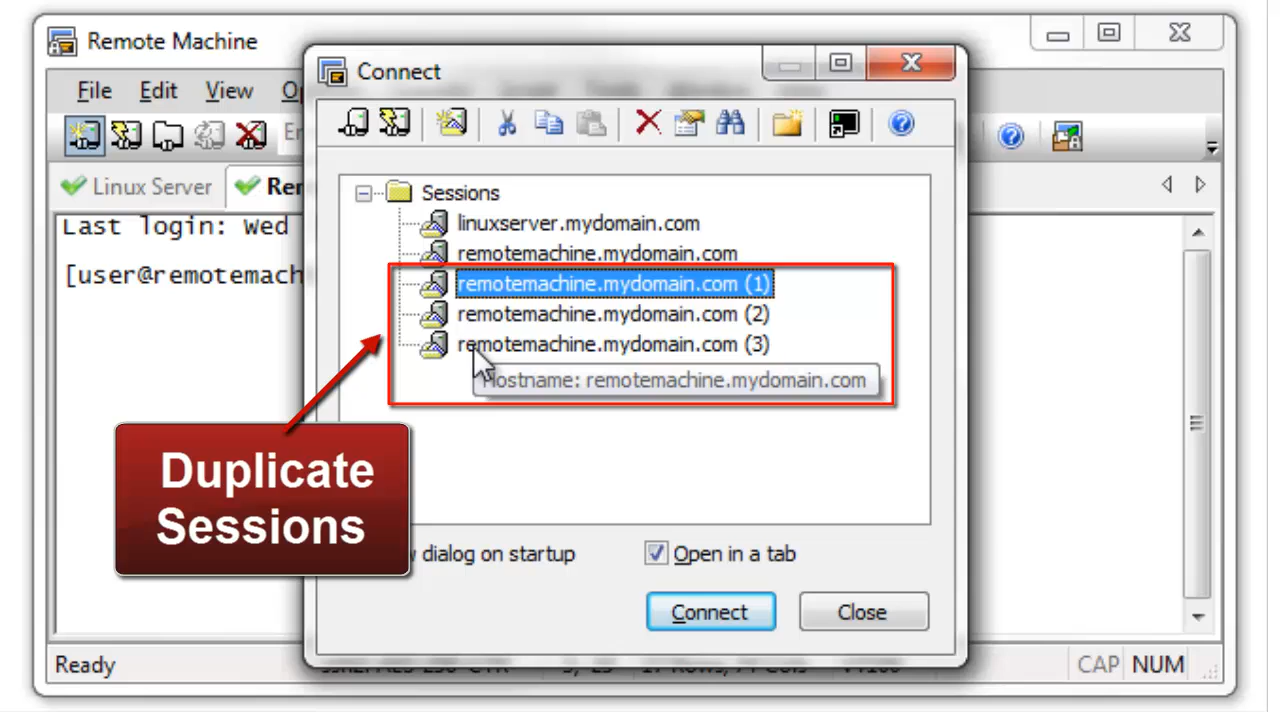 Remote Machine
Connect
File Edit View
Linux Server
Sessions
linuxserver.mydomain.com
Last login: Wed
remotemachine.mydomain.com
[user@remotemach
remotemachine.mydomain.com (1)
remotemachine.mydomain.com (2)
remotemachine.mydomain.com (3)
Hostname: remotemachine.mydomain.com
Duplicate
Sessions
dialog on startup
Open in a tab
Connect
Close
Ready
CAP NUM